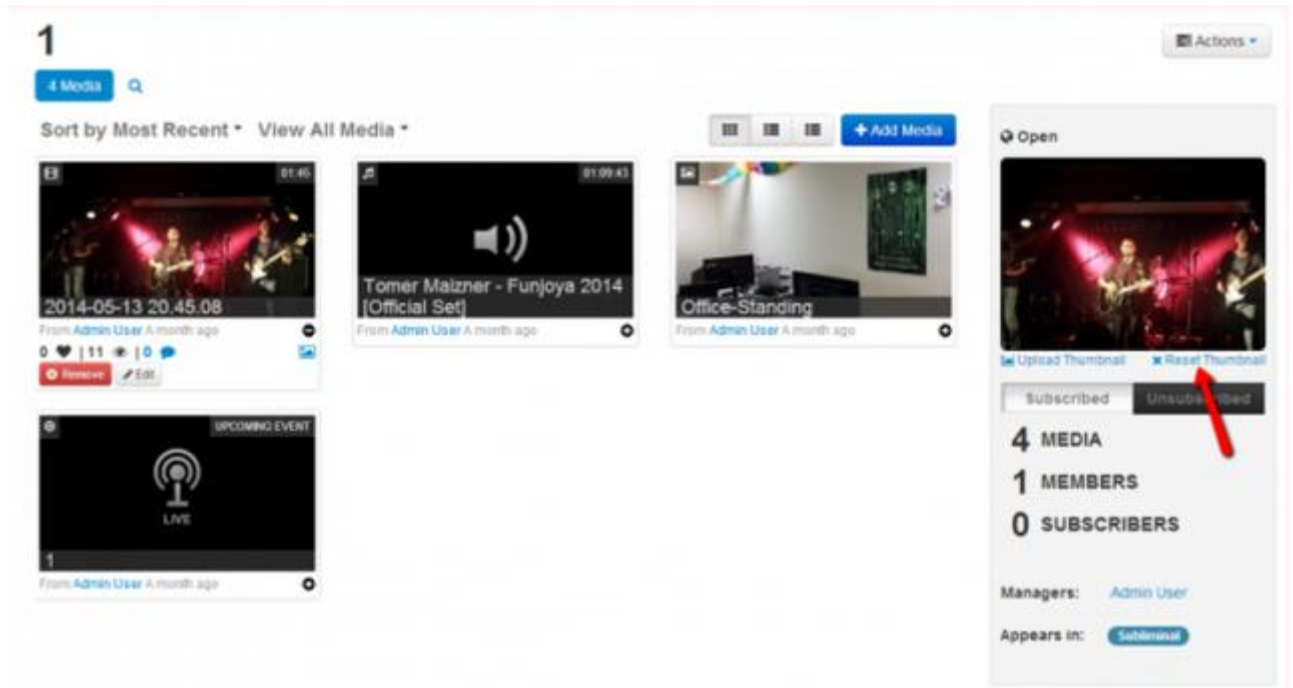 1
Actions
4 Media
Sort by Most Recent View All Media
+ Add Media
01:45
2014-05-13 20.45.08
From Admin User A month ago
0 | 11 | 0
Remove Edit
01:09:43
Tomer Maizner - Funjoya 2014
[Official Set]
From Admin User A month ago
Office-Standing
From Admin User A month ago
UPCOMING EVENT
LIVE
1
From Admin User A month ago
Open
Upload Thumbnail Reset Thumbnail
Subscribed Unsubscribed
4 MEDIA
1 MEMBERS
0 SUBSCRIBERS
Managers: Admin User
Appears in: Sabliminal